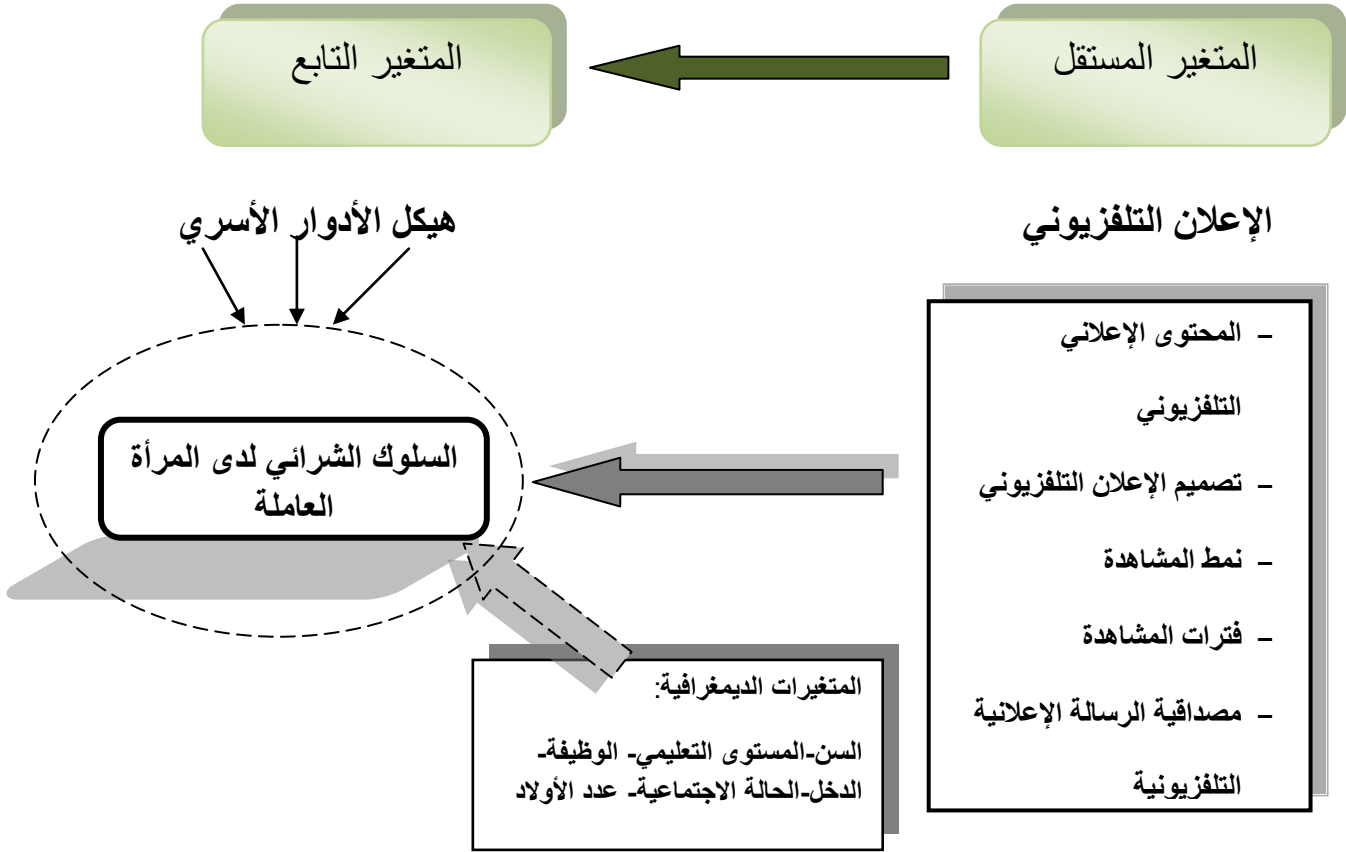 المتغير المستقل
المتغير التابع
الإعلان التلفزيوني
هيكل الأدوار الأسري
– المحتوى الإعلاني
التلفزيوني
– تصميم الإعلان التلفزيوني
– نمط المشاهدة
– فترات المشاهدة
– مصداقية الرسالة الإعلانية
التلفزيونية
السلوك الشرائي لدى المرأة
العاملة
المتغيرات الديمغرافية:
السن-المستوى التعليمي- الوظيفة-
الدخل-الحالة الاجتماعية- عدد الأولاد